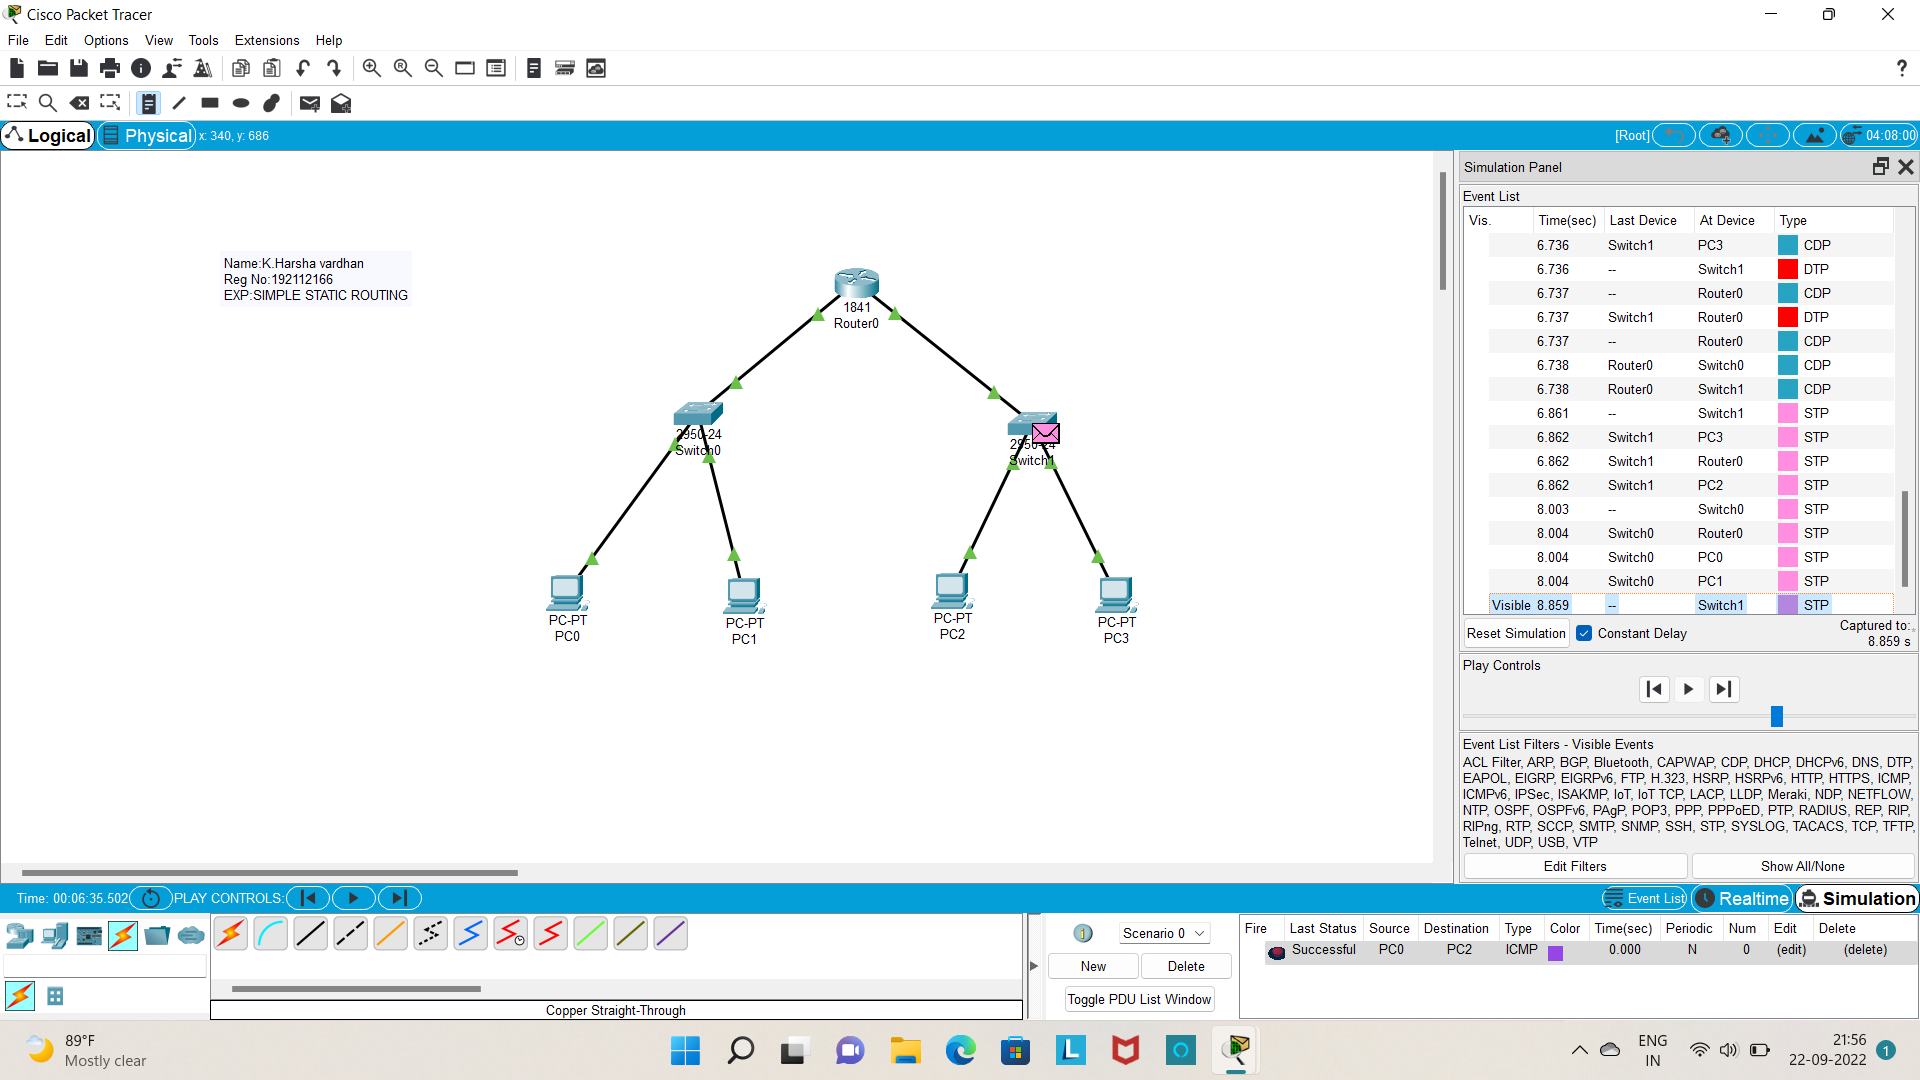 Cisco Packet Tracer
File Edit Options View Tools Extensions Help
?
Logical Physical x: 340, y: 686 [Root] 04:08:00
Name:K.Harsha vardhan
Reg No:192112166
EXP:SIMPLE STATIC ROUTING
1841
Router0
2950-24
Switch0
2950-24
Switch1
PC-PT
PC0
PC-PT
PC1
PC-PT
PC2
PC-PT
PC3
Simulation Panel
Event List
Vis. Time(sec) Last Device At Device Type
6.736 Switch1 PC3 CDP
6.736 -- Switch1 DTP
6.737 -- Router0 CDP
6.737 Switch1 Router0 DTP
6.737 -- Router0 CDP
6.738 Router0 Switch0 CDP
6.738 Router0 Switch1 CDP
6.861 -- Switch1 STP
6.862 Switch1 PC3 STP
6.862 Switch1 Router0 STP
6.862 Switch1 PC2 STP
8.003 -- Switch0 STP
8.004 Switch0 Router0 STP
8.004 Switch0 PC0 STP
8.004 Switch0 PC1 STP
Visible 8.859 -- Switch1 STP
Reset Simulation Constant Delay Captured to:
8.859 s
Play Controls
Event List Filters - Visible Events
ACL Filter, ARP, BGP, Bluetooth, CAPWAP, CDP, DHCP, DHCPv6, DNS, DTP,
EAPOL, EIGRP, EIGRPv6, FTP, H.323, HSRP, HSRPv6, HTTP, HTTPS, ICMP,
ICMPv6, IPSec, ISAKMP, IoT, IoT TCP, LACP, LLDP, Meraki, NDP, NETFLOW,
NTP, OSPF, OSPFv6, PAgP, POP3, PPP, PPPoED, PTP, RADIUS, REP, RIP,
RIPng, RTP, SCCP, SMTP, SNMP, SSH, STP, SYSLOG, TACACS, TCP, TFTP,
Telnet, UDP, USB, VTP
Edit Filters Show All/None
Time: 00:06:35.502 PLAY CONTROLS: Event List Realtime Simulation
Copper Straight-Through
1 Scenario 0
New Delete
Toggle PDU List Window
Fire Last Status Source Destination Type Color Time(sec) Periodic Num Edit Delete
Successful PC0 PC2 ICMP 0.000 N 0 (edit) (delete)
89°F
Mostly clear
L
ENG
IN
21:56
22-09-2022
1